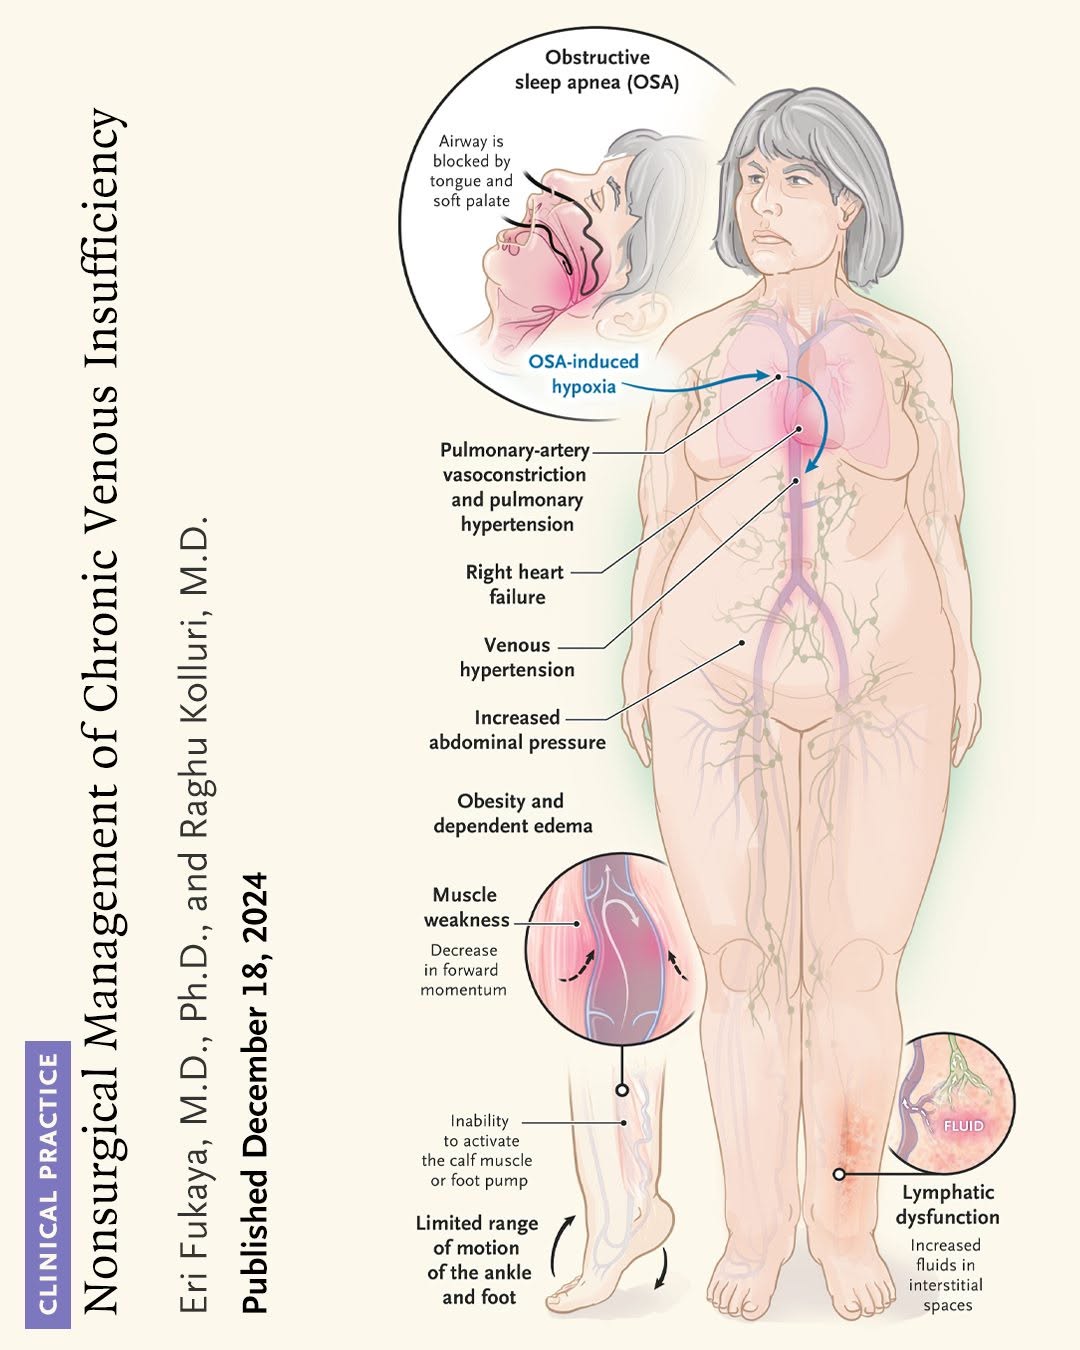 CLINICAL PRACTICE
Nonsurgical Management of Chronic Venous Insufficiency
Eri Fukaya, M.D., Ph.D., and Raghu Kolluri, M.D.
Published December 18, 2024
Obstructive
sleep apnea (OSA)
Airway is
blocked by
tongue and
soft palate
OSA-induced
hypoxia
Pulmonary-artery
vasoconstriction
and pulmonary
hypertension
Right heart
failure
Venous
hypertension
Increased
abdominal pressure
Obesity and
dependent edema
Muscle
weakness
Decrease
in forward
momentum
Inability
to activate
the calf muscle
or foot pump
Limited range
of motion
of the ankle
and foot
FLUID
Lymphatic
dysfunction
Increased
fluids in
interstitial
spaces